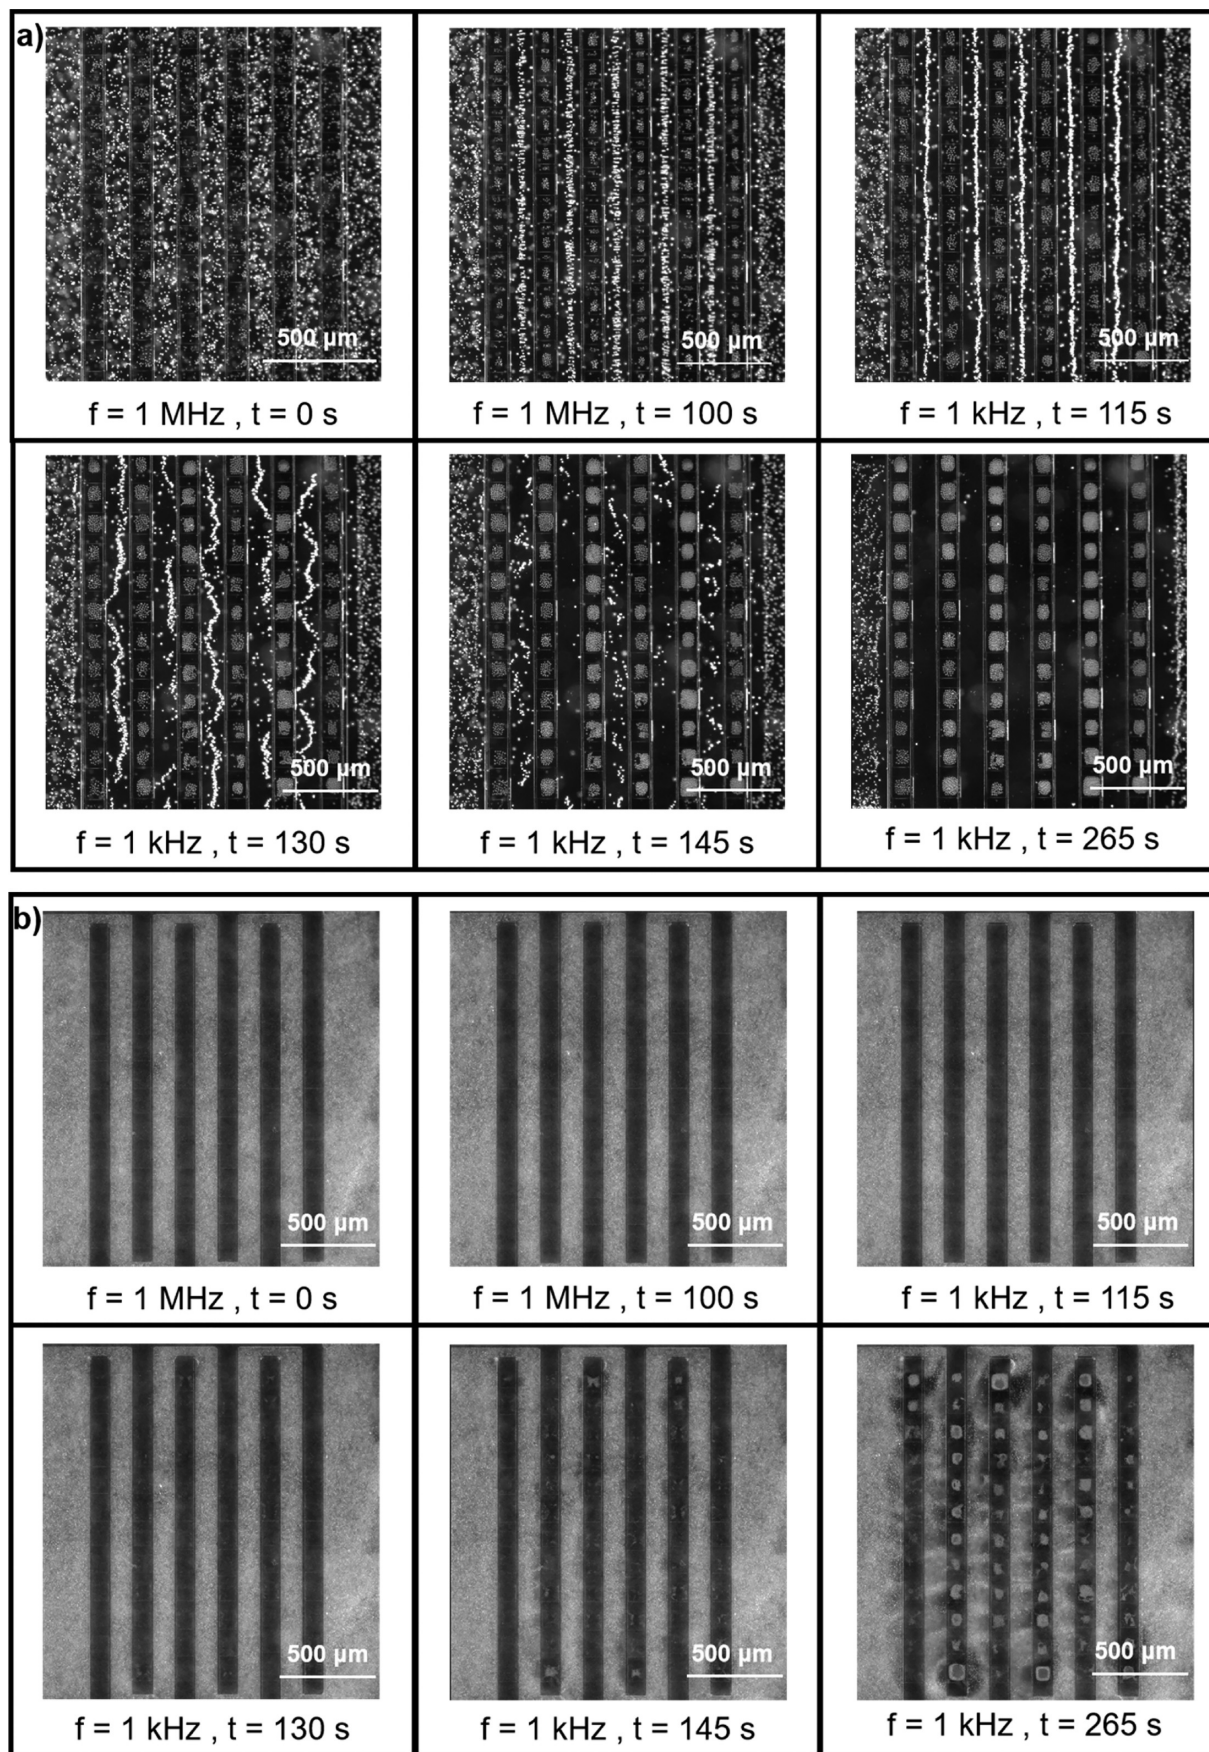 a)
500 µm
500 µm
500 µm
f = 1 MHz , t = 0 s
f = 1 MHz , t = 100 s
f = 1 kHz , t = 115 s
500 µm
500 µm
500 µm
f = 1 kHz , t = 130 s
f = 1 kHz , t = 145 s
f = 1 kHz , t = 265 s
b)
500 µm
500 µm
500 µm
f = 1 MHz , t = 0 s
f = 1 MHz , t = 100 s
f = 1 kHz , t = 115 s
500 µm
500 µm
500 µm
f = 1 kHz , t = 130 s
f = 1 kHz , t = 145 s
f = 1 kHz , t = 265 s